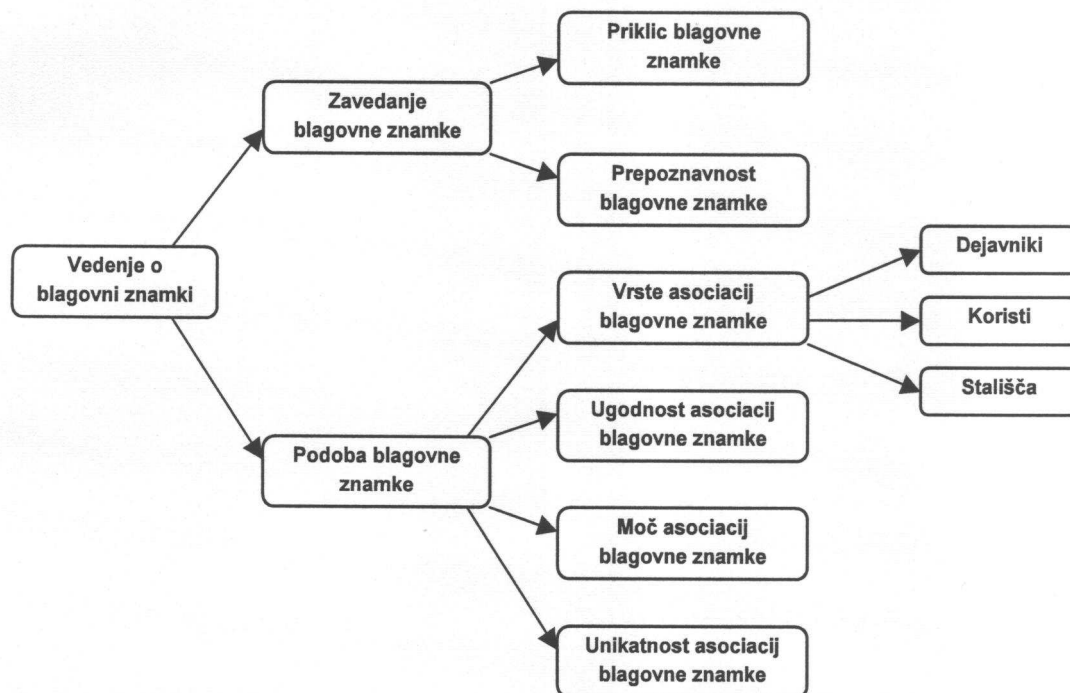 Priklic blagovne
znamke
Zavedanje
blagovne znamke
Prepoznavnost
blagovne znamke
Vedenje o
blagovni znamki
Vrste asociacij
blagovne znamke
Dejavniki
Koristi
Stališča
Ugodnost asociacij
blagovne znamke
Podoba blagovne
znamke
Moč asociacij
blagovne znamke
Unikatnost asociacij
blagovne znamke